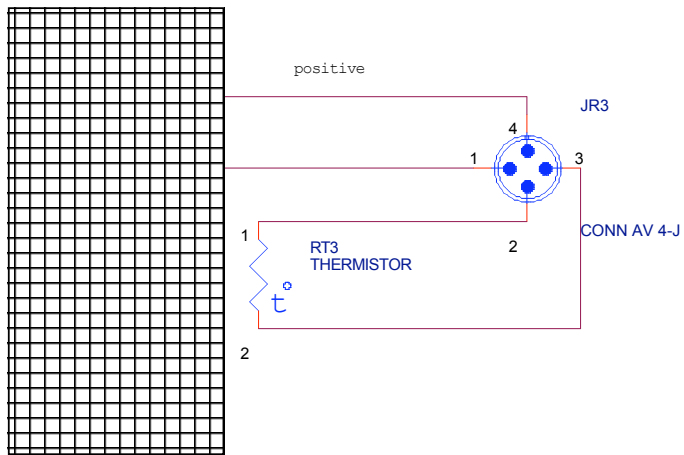 positive
JR3
4
1
3
2
CONN AV 4-J
1
RT3
THERMISTOR
t°
2